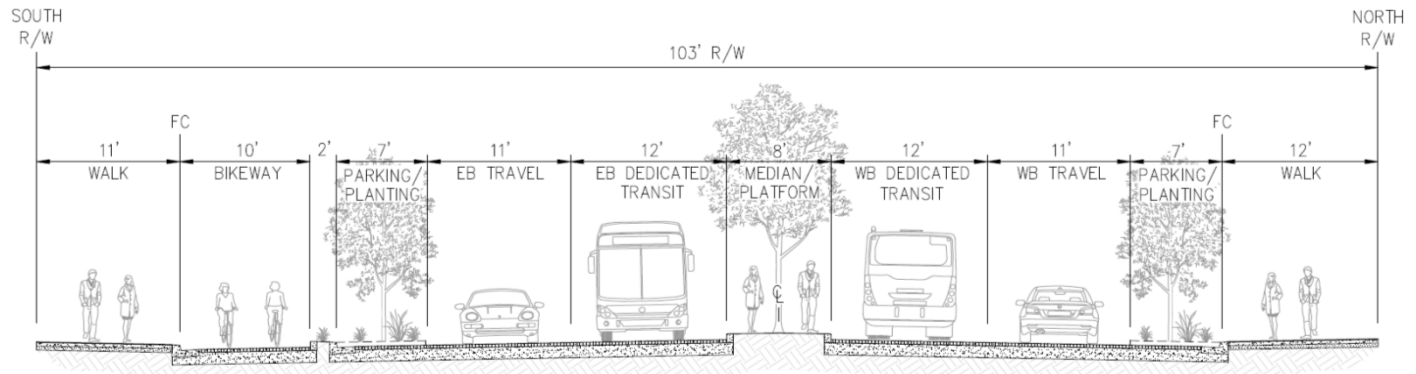 SOUTH
R/W
NORTH
R/W
103' R/W
FC
FC
11'
WALK
10'
BIKEWAY
2'
7'
PARKING/
PLANTING
11'
EB TRAVEL
12'
EB DEDICATED
TRANSIT
8'
MEDIAN/
PLATFORM
12'
WB DEDICATED
TRANSIT
11'
WB TRAVEL
7'
PARKING/
PLANTING
12'
WALK
℄